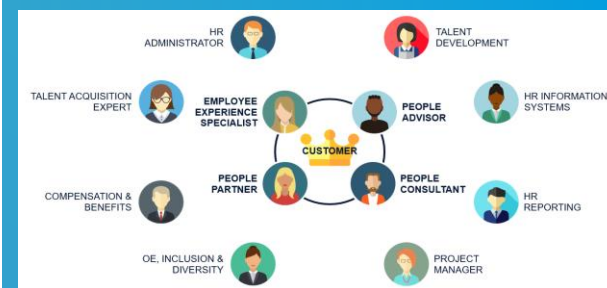 HR
ADMINISTRATOR
TALENT
DEVELOPMENT
TALENT ACQUISITION
EXPERT
EMPLOYEE
EXPERIENCE
SPECIALIST
PEOPLE
ADVISOR
HR INFORMATION
SYSTEMS
CUSTOMER
COMPENSATION &
BENEFITS
PEOPLE
PARTNER
PEOPLE
CONSULTANT
HR
REPORTING
OE, INCLUSION &
DIVERSITY
PROJECT
MANAGER